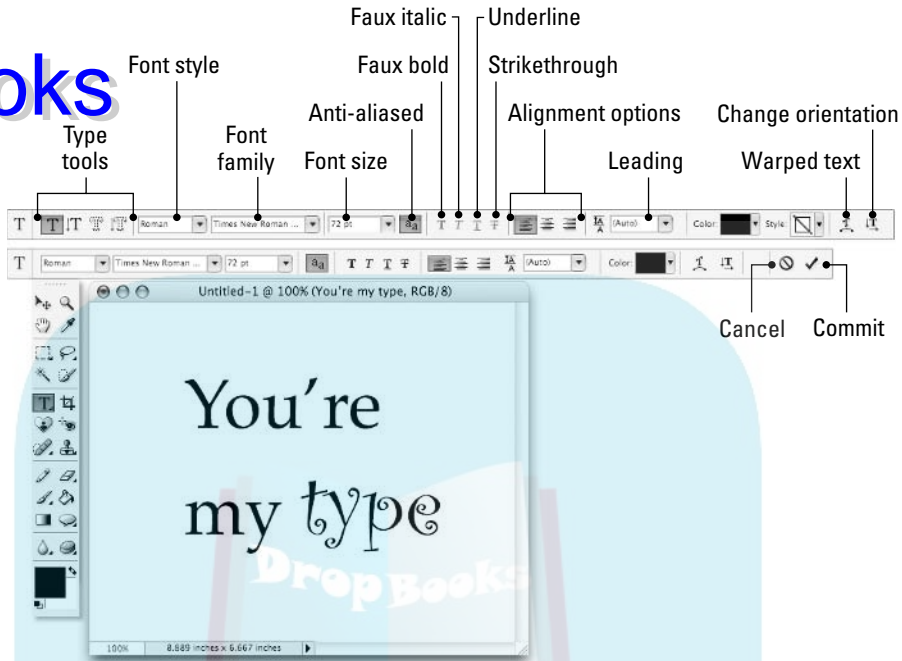 Faux italic Underline
oks Font style Faux bold Strikethrough
Type tools Font family Anti-aliased Font size Alignment options Leading Change orientation Warped text
T T T T T Roman Times New Roman ... 72 pt aa T T T T (Auto) Color: Style: T
T Roman Times New Roman ... 72 pt aa T T T T (Auto) Color: T
Untitled-1 @ 100% (You're my type, RGB/8)
Cancel Commit
You're
my type
DropBooks
100% 8.889 inches x 6.667 inches